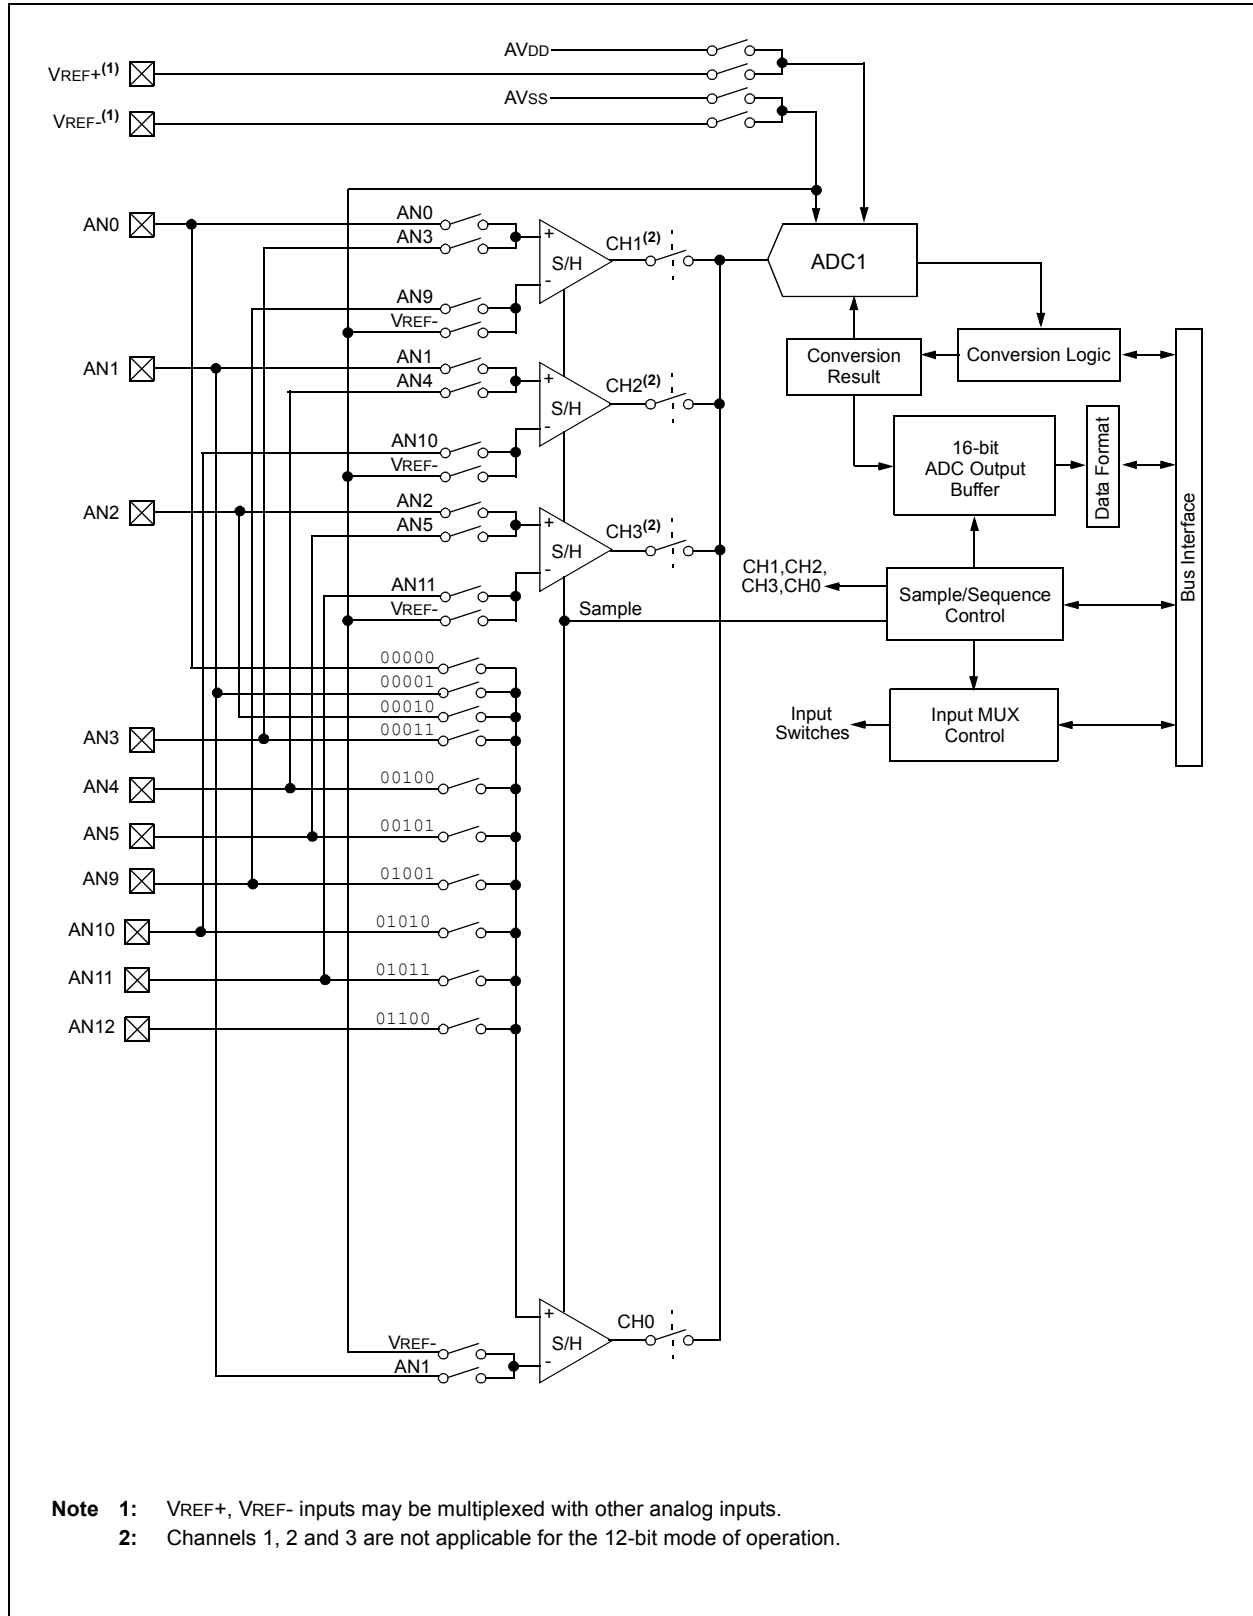 AVDD
VREF+(1)
AVSS
VREF-(1)
AN0
AN0
AN3
+
S/H
-
CH1(2)
ADC1
AN9
VREF-
AN1
AN1
AN4
+
S/H
-
CH2(2)
Conversion
Result
Conversion Logic
AN10
VREF-
16-bit
ADC Output
Buffer
Data Format
Bus Interface
AN2
AN2
AN5
+
S/H
-
CH3(2)
AN11
VREF-
CH1,CH2,
CH3,CH0
Sample/Sequence
Control
Sample
00000
00001
00010
AN3
00011
Input
Switches
Input MUX
Control
AN4
00100
AN5
00101
AN9
01001
AN10
01010
AN11
01011
AN12
01100
+
S/H
-
CH0
VREF-
AN1
Note 1: VREF+, VREF- inputs may be multiplexed with other analog inputs.
2: Channels 1, 2 and 3 are not applicable for the 12-bit mode of operation.